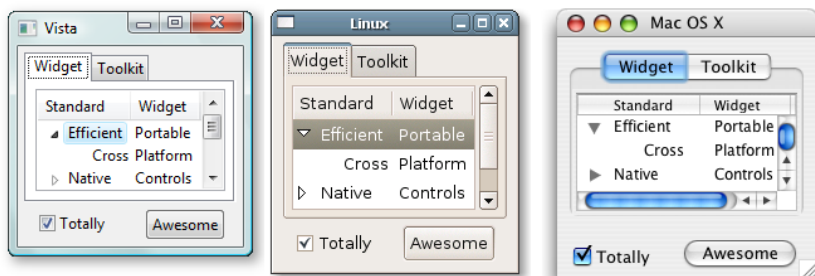 Vista
Widget Toolkit
Standard Widget
Efficient Portable
Cross Platform
Native Controls
Totally Awesome
Linux
Widget Toolkit
Standard Widget
Efficient Portable
Cross Platform
Native Controls
Totally Awesome
Mac OS X
Widget Toolkit
Standard Widget
Efficient Portable
Cross Platform
Native Controls
Totally Awesome